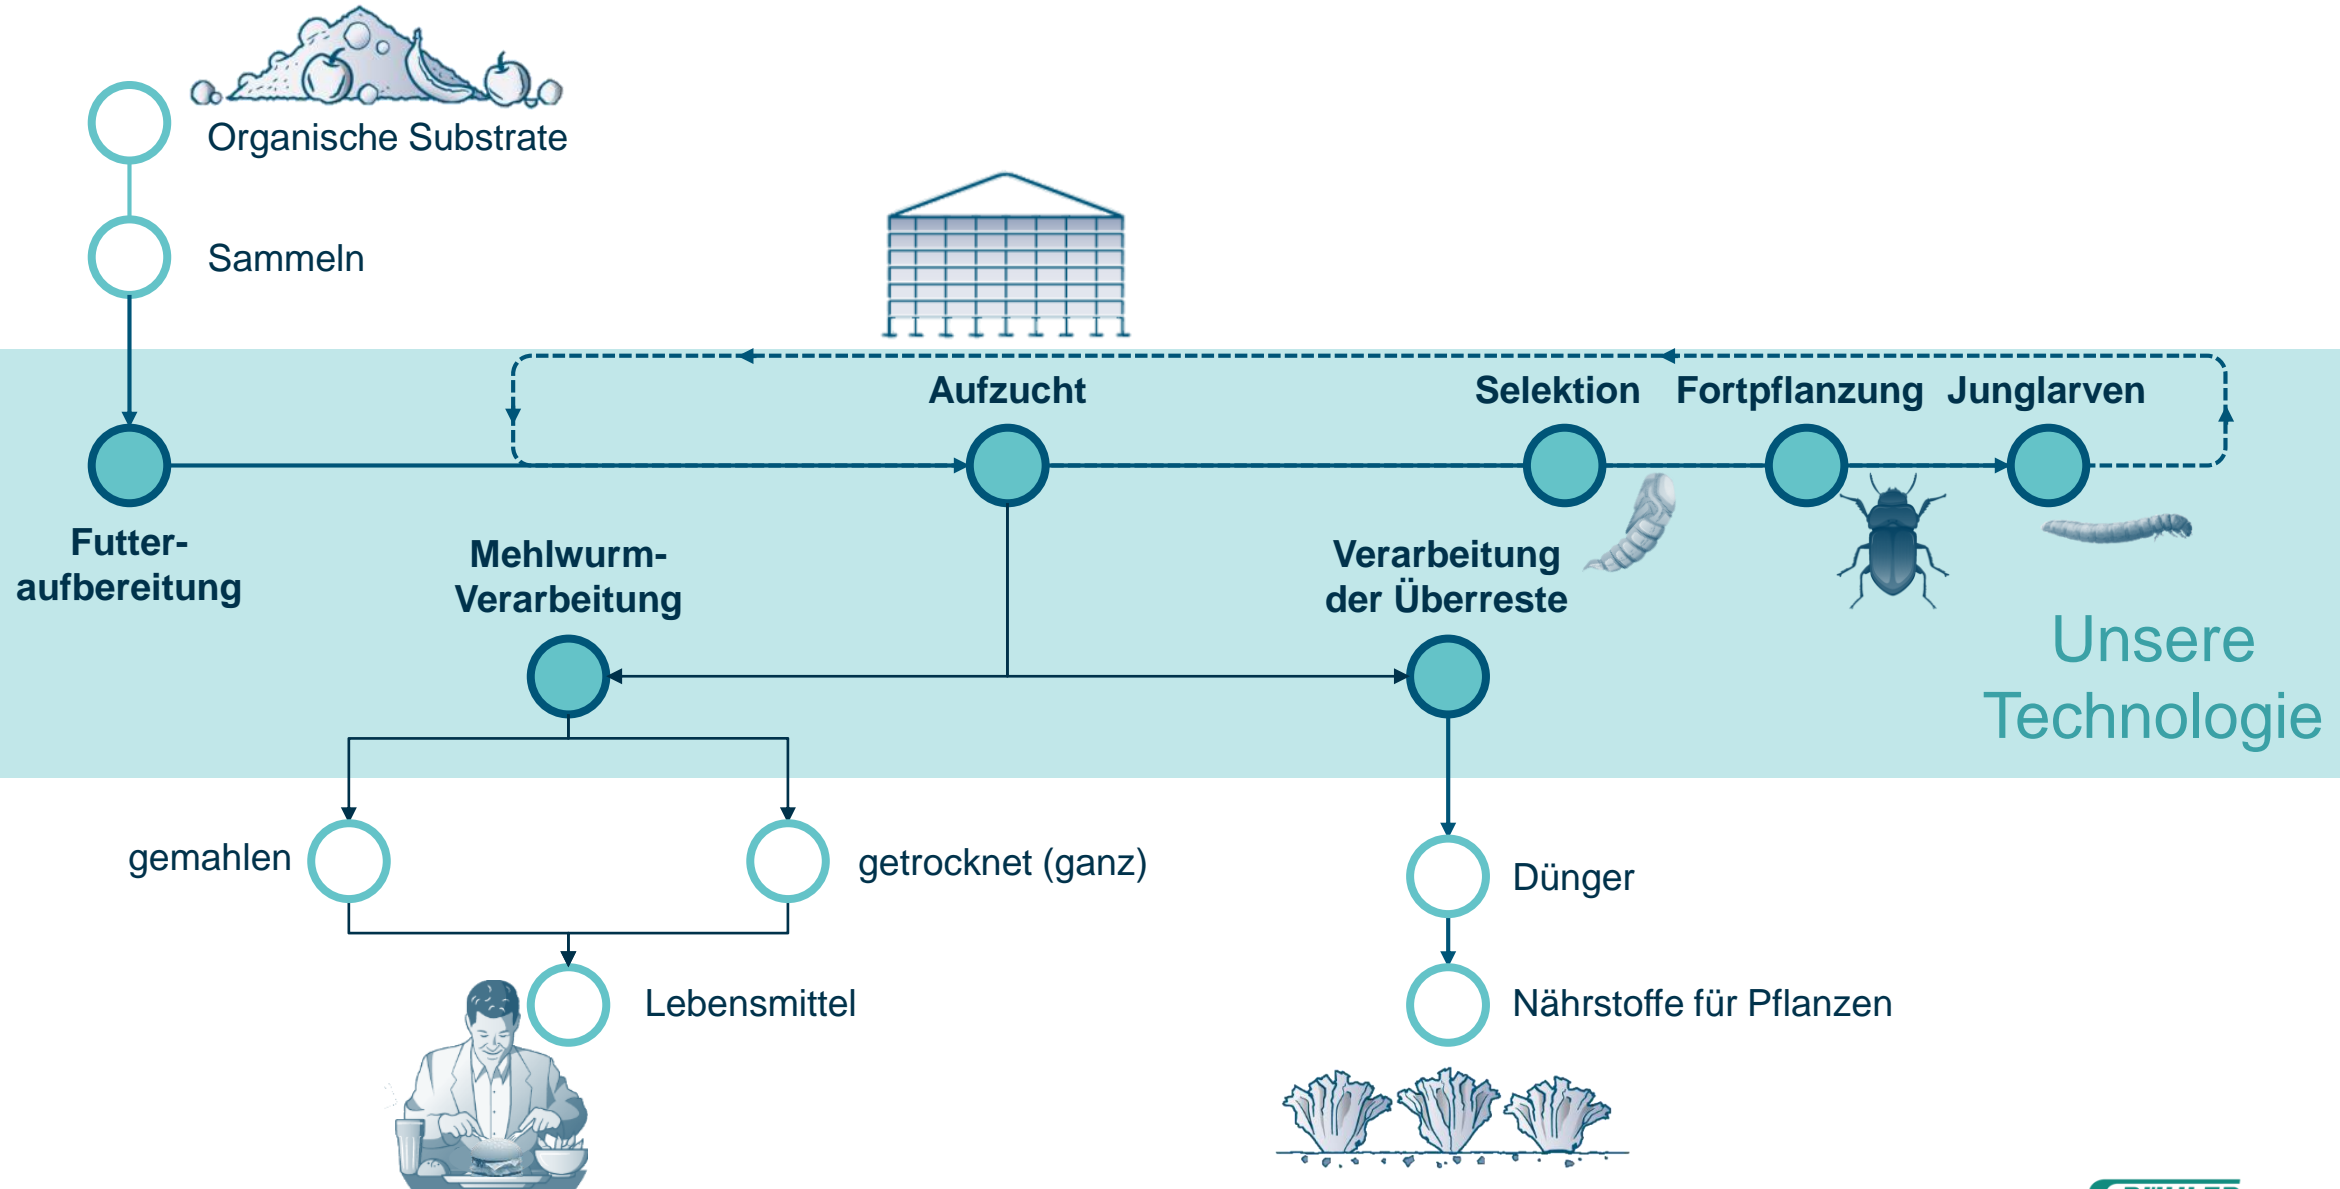 Organische Substrate
Sammeln
Aufzucht
Selektion
Fortpflanzung
Junglarven
Futter-
aufbereitung
Mehlwurm-
Verarbeitung
Verarbeitung
der Überreste
Unsere
Technologie
gemahlen
getrocknet (ganz)
Dünger
Lebensmittel
Nährstoffe für Pflanzen